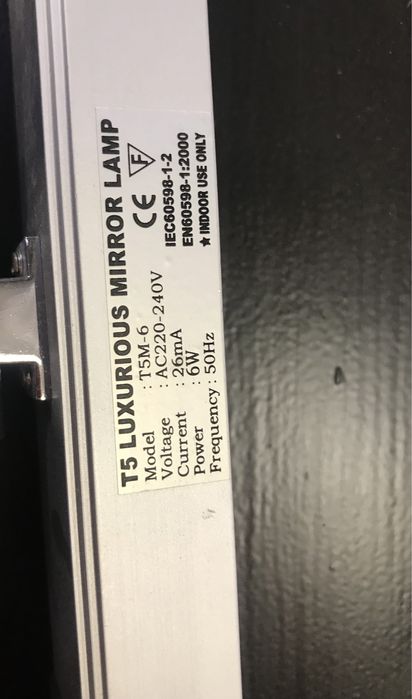 T5 LUXURIOUS MIRROR LAMP
Model : T5M-6
Voltage : AC220-240V
Current : 26mA
Power : 6W
Frequency : 50Hz
CE F
IEC60598-1-2
EN60598-1:2000
★ INDOOR USE ONLY